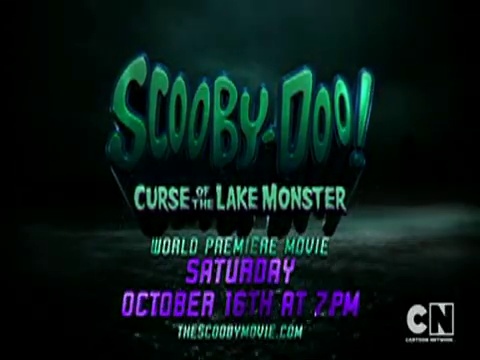 SCOOBY-DOO!
CURSE OF THE LAKE MONSTER
WORLD PREMIERE MOVIE
SATURDAY
OCTOBER 16TH AT 7PM
THESCOOBYMOVIE.COM
CN
CARTOON NETWORK